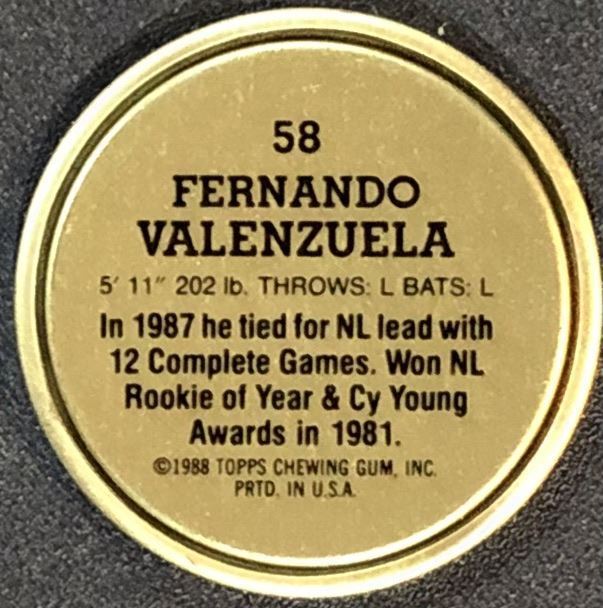 58
FERNANDO
VALENZUELA
5' 11" 202 lb. THROWS: L BATS: L
In 1987 he tied for NL lead with
12 Complete Games. Won NL
Rookie of Year & Cy Young
Awards in 1981.
©1988 TOPPS CHEWING GUM, INC.
PRTD. IN U.S.A.